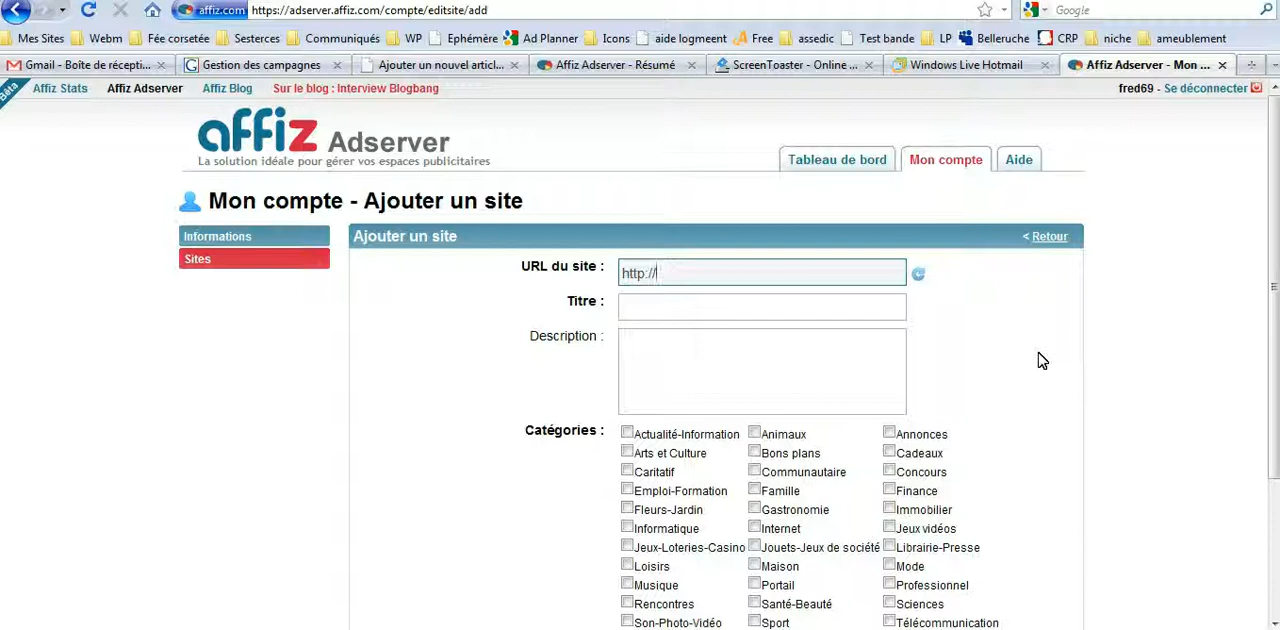 affiz.com https://adserver.affiz.com/compte/editsite/add Google
Mes Sites Webm Fée corsetée Sesterces Communiqués WP Ephémère Ad Planner Icons aide logmeent Free assedic Test bande LP Belleruche CRP niche ameublement
Gmail - Boîte de récepti... Gestion des campagnes Ajouter un nouvel articl... Affiz Adserver - Résumé ScreenToaster - Online ... Windows Live Hotmail Affiz Adserver - Mon ...
Bêta Affiz Stats Affiz Adserver Affiz Blog Sur le blog : Interview Blogbang fred69 - Se déconnecter
affiz Adserver
La solution idéale pour gérer vos espaces publicitaires
Tableau de bord Mon compte Aide
Mon compte - Ajouter un site
Informations
Sites
Ajouter un site < Retour
URL du site : http://
Titre :
Description :
Catégories :
Actualité-Information Animaux Annonces
Arts et Culture Bons plans Cadeaux
Caritatif Communautaire Concours
Emploi-Formation Famille Finance
Fleurs-Jardin Gastronomie Immobilier
Informatique Internet Jeux vidéos
Jeux-Loteries-Casino Jouets-Jeux de société Librairie-Presse
Loisirs Maison Mode
Musique Portail Professionnel
Rencontres Santé-Beauté Sciences
Son-Photo-Vidéo Sport Télécommunication